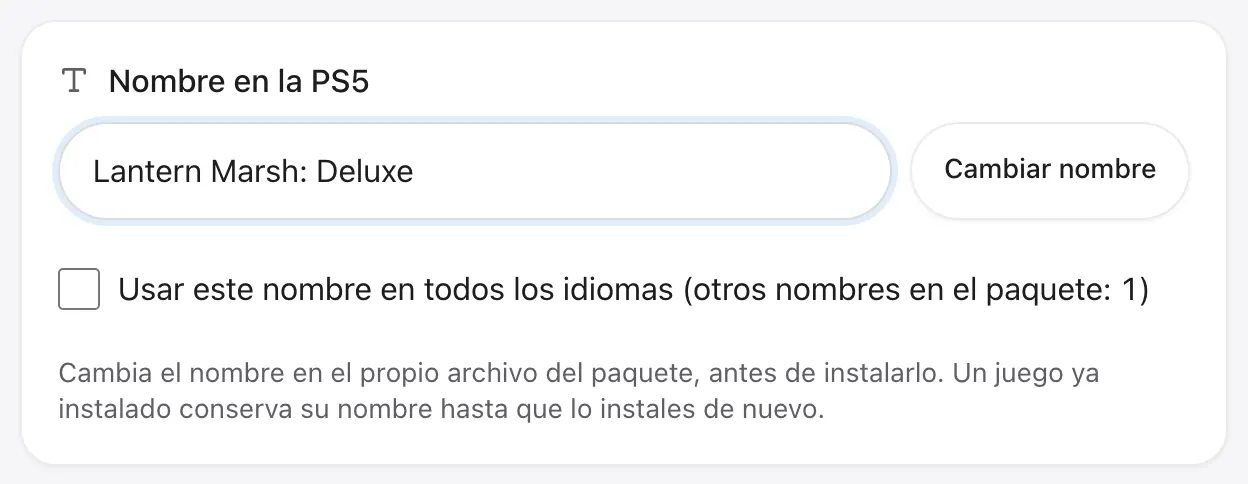 Nombre en la PS5
Lantern Marsh: Deluxe
Cambiar nombre
Usar este nombre en todos los idiomas (otros nombres en el paquete: 1)
Cambia el nombre en el propio archivo del paquete, antes de instalarlo. Un juego ya
instalado conserva su nombre hasta que lo instales de nuevo.